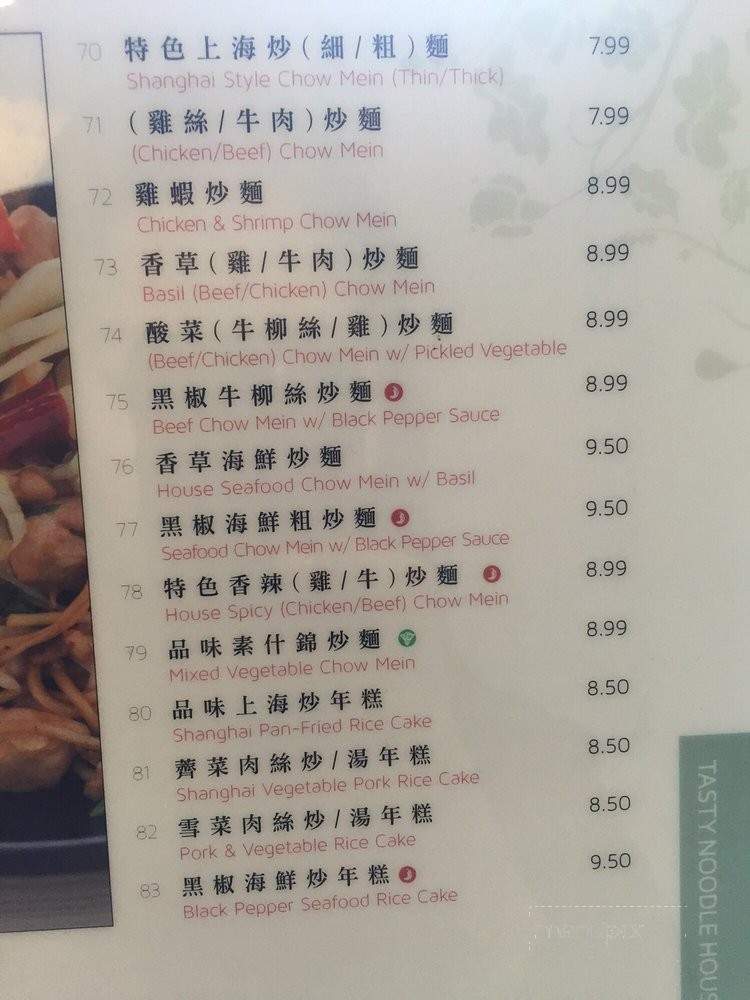 70 特色上海炒(細/粗)麵 7.99
Shanghai Style Chow Mein (Thin/Thick)
71 (雞絲/牛肉)炒麵 7.99
(Chicken/Beef) Chow Mein
72 雞蝦炒麵 8.99
Chicken & Shrimp Chow Mein
73 香草(雞/牛肉)炒麵 8.99
Basil (Beef/Chicken) Chow Mein
74 酸菜(牛柳絲/雞)炒麵 8.99
(Beef/Chicken) Chow Mein w/ Pickled Vegetable
75 黑椒牛柳絲炒麵 8.99
Beef Chow Mein w/ Black Pepper Sauce
76 香草海鮮炒麵 9.50
House Seafood Chow Mein w/ Basil
77 黑椒海鮮粗炒麵 9.50
Seafood Chow Mein w/ Black Pepper Sauce
78 特色香辣(雞/牛)炒麵 8.99
House Spicy (Chicken/Beef) Chow Mein
79 品味素什錦炒麵 8.99
Mixed Vegetable Chow Mein
80 品味上海炒年糕 8.50
Shanghai Pan-Fried Rice Cake
81 薺菜肉絲炒/湯年糕 8.50
Shanghai Vegetable Pork Rice Cake
82 雪菜肉絲炒/湯年糕 8.50
Pork & Vegetable Rice Cake
83 黑椒海鮮炒年糕 9.50
Black Pepper Seafood Rice Cake
TASTY NOODLE HOUS
menupix